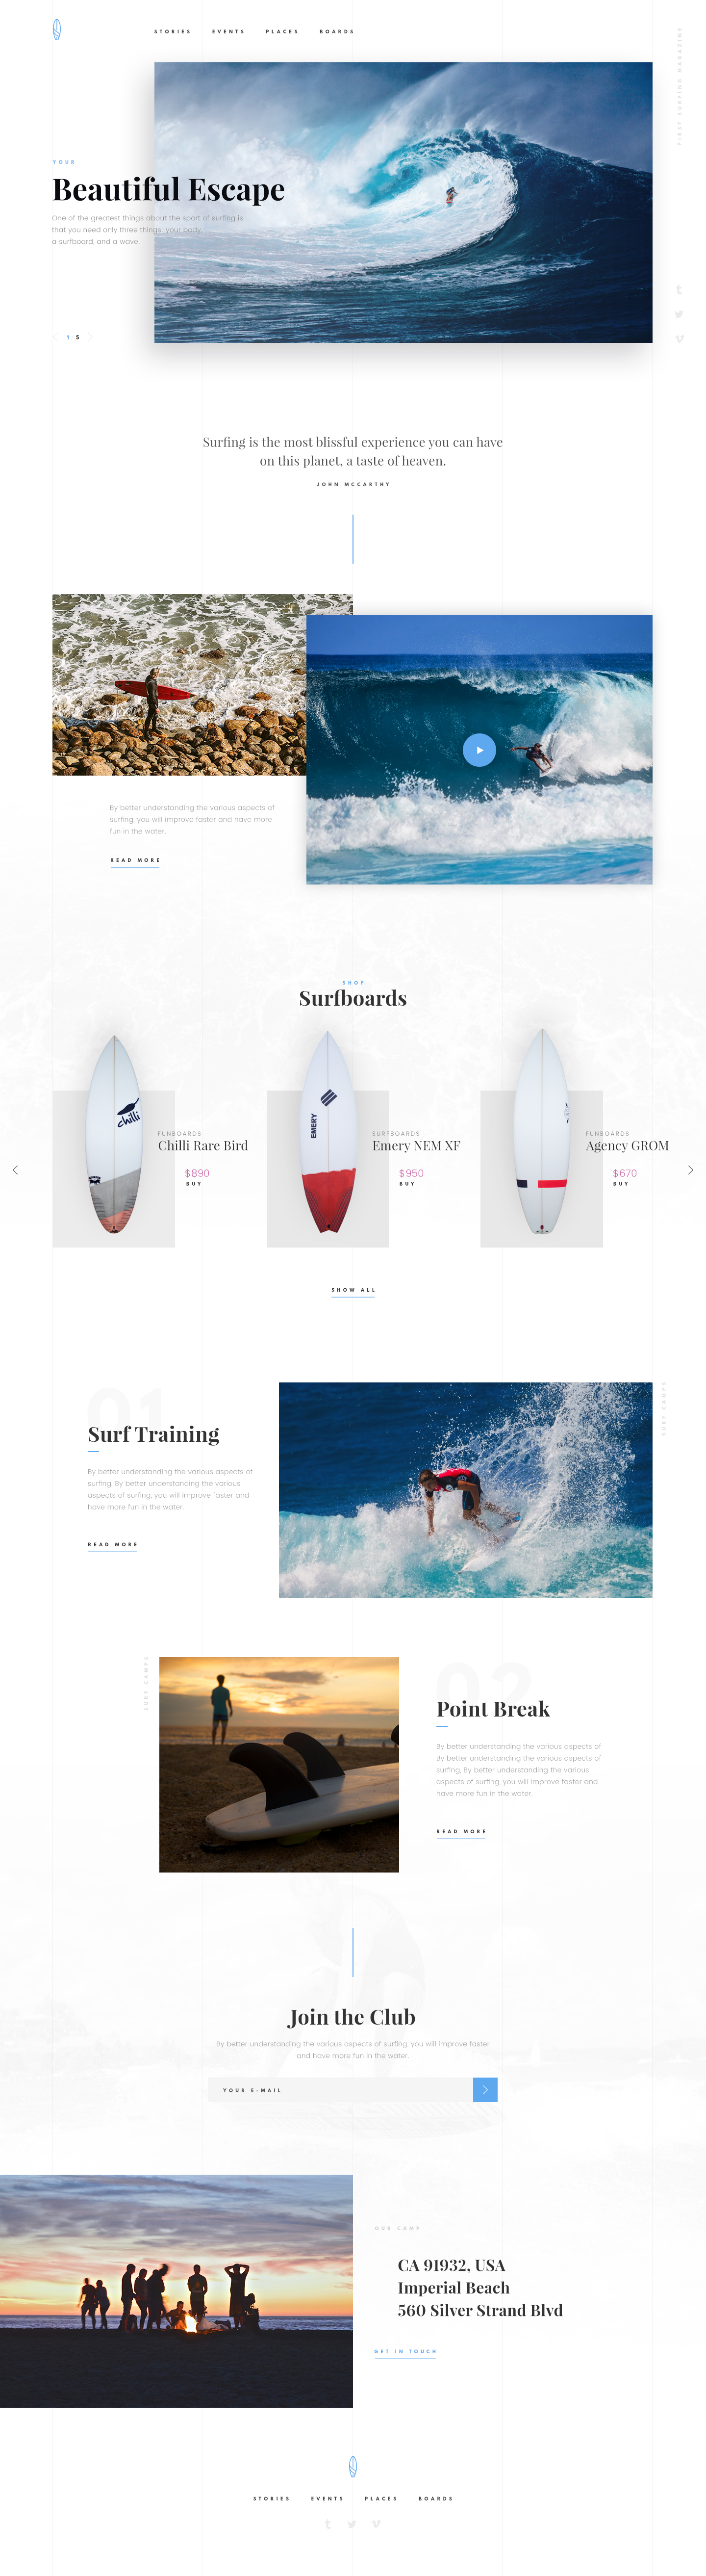 STORIES EVENTS PLACES BOARDS
FIRST SURFING MAGAZINE
YOUR
Beautiful Escape
One of the greatest things about the sport of surfing is
that you need only three things: your body,
a surfboard, and a wave.
1 5
Surfing is the most blissful experience you can have
on this planet, a taste of heaven.
JOHN MCCARTHY
By better understanding the various aspects of
surfing, you will improve faster and have more
fun in the water.
READ MORE
SHOP
Surfboards
chilli
FUNBOARDS
Chilli Rare Bird
$890
BUY
EMERY
SURFBOARDS
Emery NEM XF
$950
BUY
FUNBOARDS
Agency GROM
$670
BUY
SHOW ALL
01
Surf Training
By better understanding the various aspects of
surfing. By better understanding the various
aspects of surfing, you will improve faster and
have more fun in the water.
READ MORE
SURF CAMPS
SURF CAMPS
02
Point Break
By better understanding the various aspects of
By better understanding the various aspects of
surfing. By better understanding the various
aspects of surfing, you will improve faster and
have more fun in the water.
READ MORE
Join the Club
By better understanding the various aspects of surfing, you will improve faster
and have more fun in the water.
YOUR E-MAIL
OUR CAMP
CA 91932, USA
Imperial Beach
560 Silver Strand Blvd
GET IN TOUCH
STORIES EVENTS PLACES BOARDS